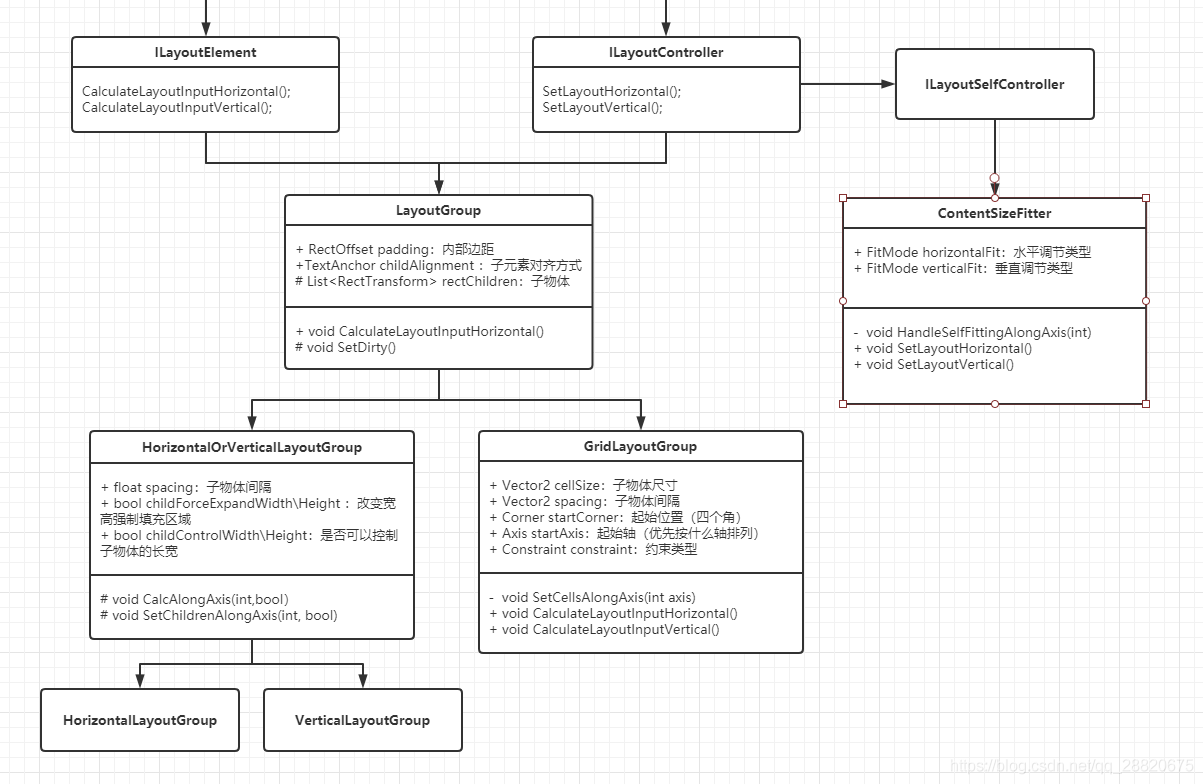 ILayoutElement
CalculateLayoutInputHorizontal();
CalculateLayoutInputVertical();
ILayoutController
SetLayoutHorizontal();
SetLayoutVertical();
ILayoutSelfController
LayoutGroup
+ RectOffset padding：内部边距
+TextAnchor childAlignment ：子元素对齐方式
# List<RectTransform> rectChildren：子物体
+ void CalculateLayoutInputHorizontal()
# void SetDirty()
ContentSizeFitter
+ FitMode horizontalFit：水平调节类型
+ FitMode verticalFit：垂直调节类型
- void HandleSelfFittingAlongAxis(int)
+ void SetLayoutHorizontal()
+ void SetLayoutVertical()
HorizontalOrVerticalLayoutGroup
+ float spacing：子物体间隔
+ bool childForceExpandWidth\Height ：改变宽
高强制填充区域
+ bool childControlWidth\Height：是否可以控制
子物体的长宽
# void CalcAlongAxis(int,bool)
# void SetChildrenAlongAxis(int, bool)
GridLayoutGroup
+ Vector2 cellSize：子物体尺寸
+ Vector2 spacing：子物体间隔
+ Corner startCorner：起始位置（四个角）
+ Axis startAxis：起始轴（优先按什么轴排列）
+ Constraint constraint：约束类型
- void SetCellsAlongAxis(int axis)
+ void CalculateLayoutInputHorizontal()
+ void CalculateLayoutInputVertical()
HorizontalLayoutGroup
VerticalLayoutGroup
https://blog.csdn.net/qq_28820675